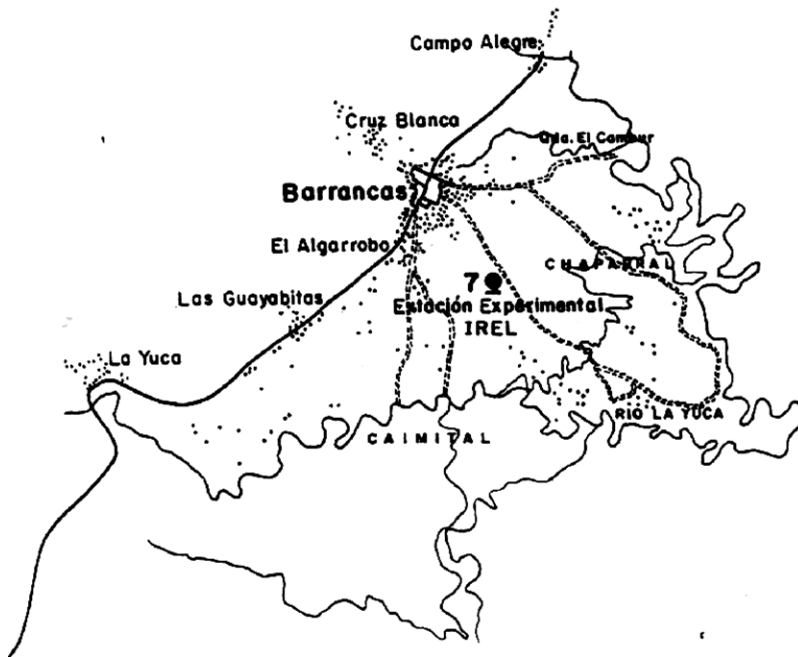 Campo Alegre
Cruz Blanca
Qda. El Cambur
Barrancas
El Algarrobo
CHAPARRAL
7
Estación Experimental
IREL
Las Guayabitas
La Yuca
RIO LA YUCA
CAIMITAL